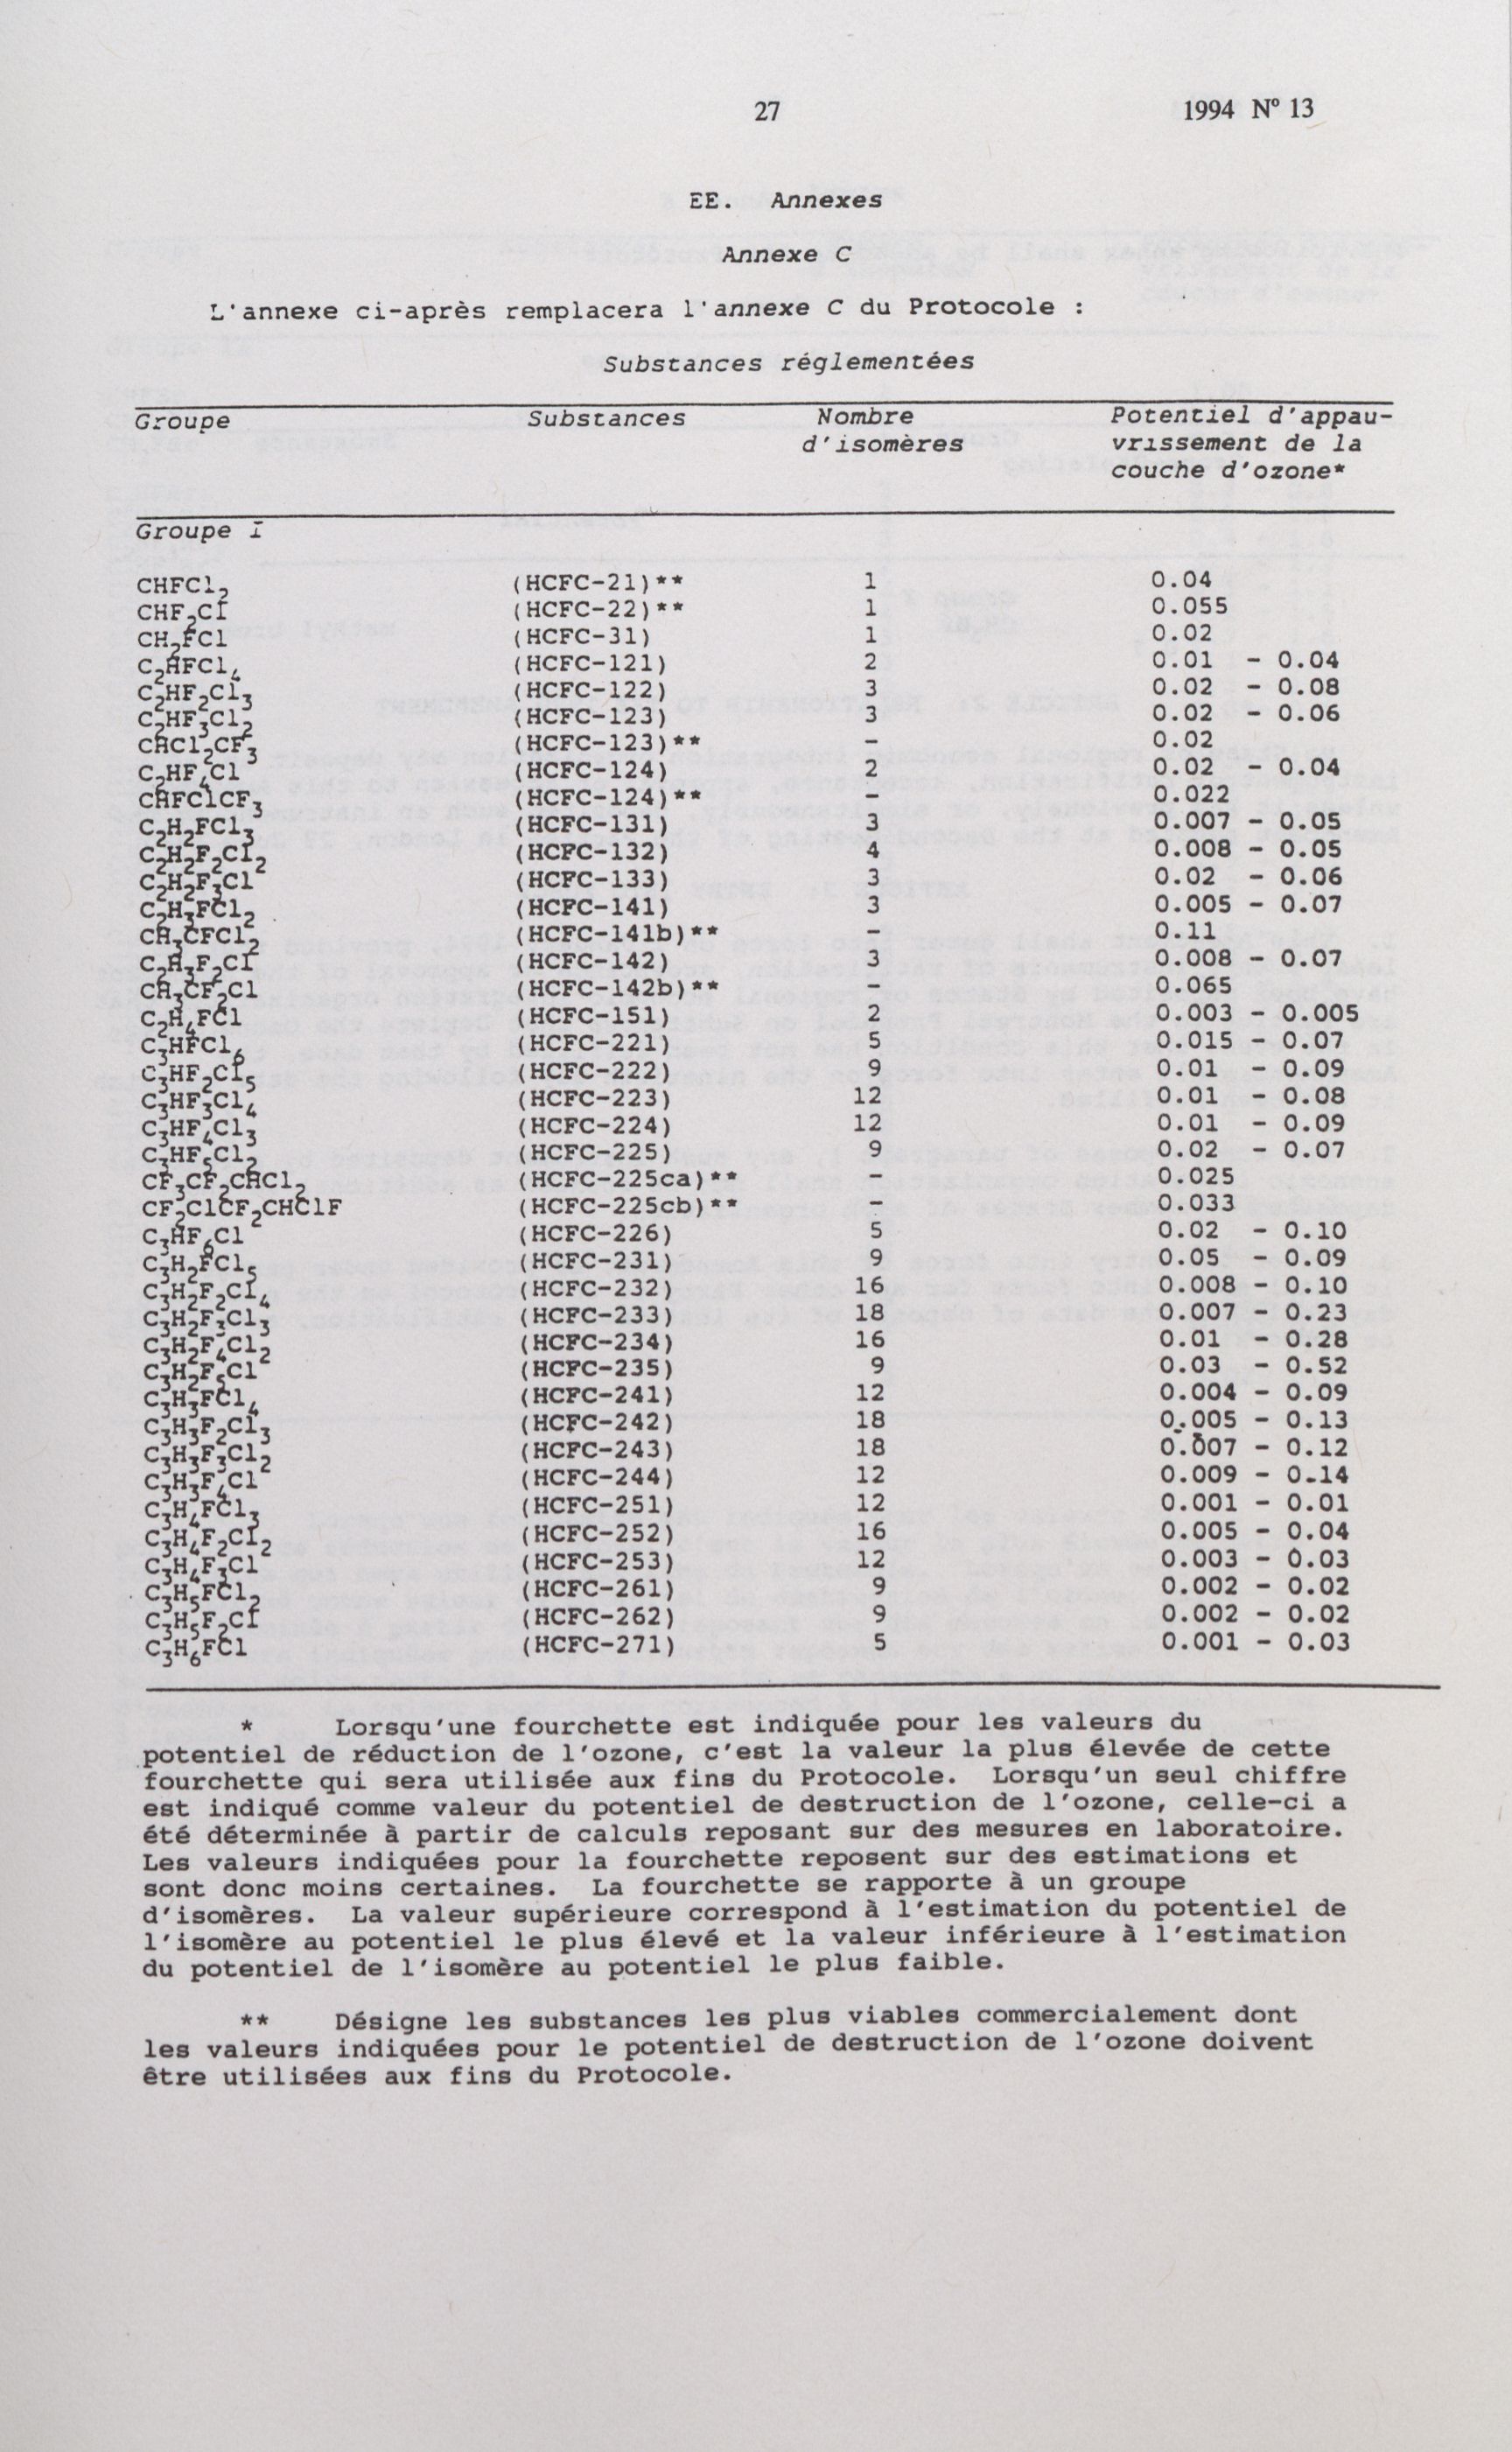 27 1994 Nº 13
EE. Annexes
Annexe C
L'annexe ci-après remplacera l'annexe C du Protocole :
Substances réglementées
Groupe Substances Nombre d'isomères Potentiel d'appau-
vrissement de la
couche d'ozone*
Groupe I
CHFCl₂ (HCFC-21)** 1 0.04
CHF₂Cl (HCFC-22)** 1 0.055
CH₂FCl (HCFC-31) 1 0.02
C₂HFCl₄ (HCFC-121) 2 0.01 - 0.04
C₂HF₂Cl₃ (HCFC-122) 3 0.02 - 0.08
C₂HF₃Cl₂ (HCFC-123) 3 0.02 - 0.06
CHCl₂CF₃ (HCFC-123)** - 0.02
C₂HF₄Cl (HCFC-124) 2 0.02 - 0.04
CHFClCF₃ (HCFC-124)** - 0.022
C₂H₂FCl₃ (HCFC-131) 3 0.007 - 0.05
C₂H₂F₂Cl₂ (HCFC-132) 4 0.008 - 0.05
C₂H₂F₃Cl (HCFC-133) 3 0.02 - 0.06
C₂H₃FCl₂ (HCFC-141) 3 0.005 - 0.07
CH₃CFCl₂ (HCFC-141b)** - 0.11
C₂H₃F₂Cl (HCFC-142) 3 0.008 - 0.07
CH₃CF₂Cl (HCFC-142b)** - 0.065
C₂H₄FCl (HCFC-151) 2 0.003 - 0.005
C₃HFCl₆ (HCFC-221) 5 0.015 - 0.07
C₃HF₂Cl₅ (HCFC-222) 9 0.01 - 0.09
C₃HF₃Cl₄ (HCFC-223) 12 0.01 - 0.08
C₃HF₄Cl₃ (HCFC-224) 12 0.01 - 0.09
C₃HF₅Cl₂ (HCFC-225) 9 0.02 - 0.07
CF₃CF₂CHCl₂ (HCFC-225ca)** - 0.025
CF₂ClCF₂CHClF (HCFC-225cb)** - 0.033
C₃HF₆Cl (HCFC-226) 5 0.02 - 0.10
C₃H₂FCl₅ (HCFC-231) 9 0.05 - 0.09
C₃H₂F₂Cl₄ (HCFC-232) 16 0.008 - 0.10
C₃H₂F₃Cl₃ (HCFC-233) 18 0.007 - 0.23
C₃H₂F₄Cl₂ (HCFC-234) 16 0.01 - 0.28
C₃H₂F₅Cl (HCFC-235) 9 0.03 - 0.52
C₃H₃FCl₄ (HCFC-241) 12 0.004 - 0.09
C₃H₃F₂Cl₃ (HCFC-242) 18 0.005 - 0.13
C₃H₃F₃Cl₂ (HCFC-243) 18 0.007 - 0.12
C₃H₃F₄Cl (HCFC-244) 12 0.009 - 0.14
C₃H₄FCl₃ (HCFC-251) 12 0.001 - 0.01
C₃H₄F₂Cl₂ (HCFC-252) 16 0.005 - 0.04
C₃H₄F₃Cl (HCFC-253) 12 0.003 - 0.03
C₃H₅FCl₂ (HCFC-261) 9 0.002 - 0.02
C₃H₅F₂Cl (HCFC-262) 9 0.002 - 0.02
C₃H₆FCl (HCFC-271) 5 0.001 - 0.03
* Lorsqu'une fourchette est indiquée pour les valeurs du
potentiel de réduction de l'ozone, c'est la valeur la plus élevée de cette
fourchette qui sera utilisée aux fins du Protocole. Lorsqu'un seul chiffre
est indiqué comme valeur du potentiel de destruction de l'ozone, celle-ci a
été déterminée à partir de calculs reposant sur des mesures en laboratoire.
Les valeurs indiquées pour la fourchette reposent sur des estimations et
sont donc moins certaines. La fourchette se rapporte à un groupe
d'isomères. La valeur supérieure correspond à l'estimation du potentiel de
l'isomère au potentiel le plus élevé et la valeur inférieure à l'estimation
du potentiel de l'isomère au potentiel le plus faible.
** Désigne les substances les plus viables commercialement dont
les valeurs indiquées pour le potentiel de destruction de l'ozone doivent
être utilisées aux fins du Protocole.